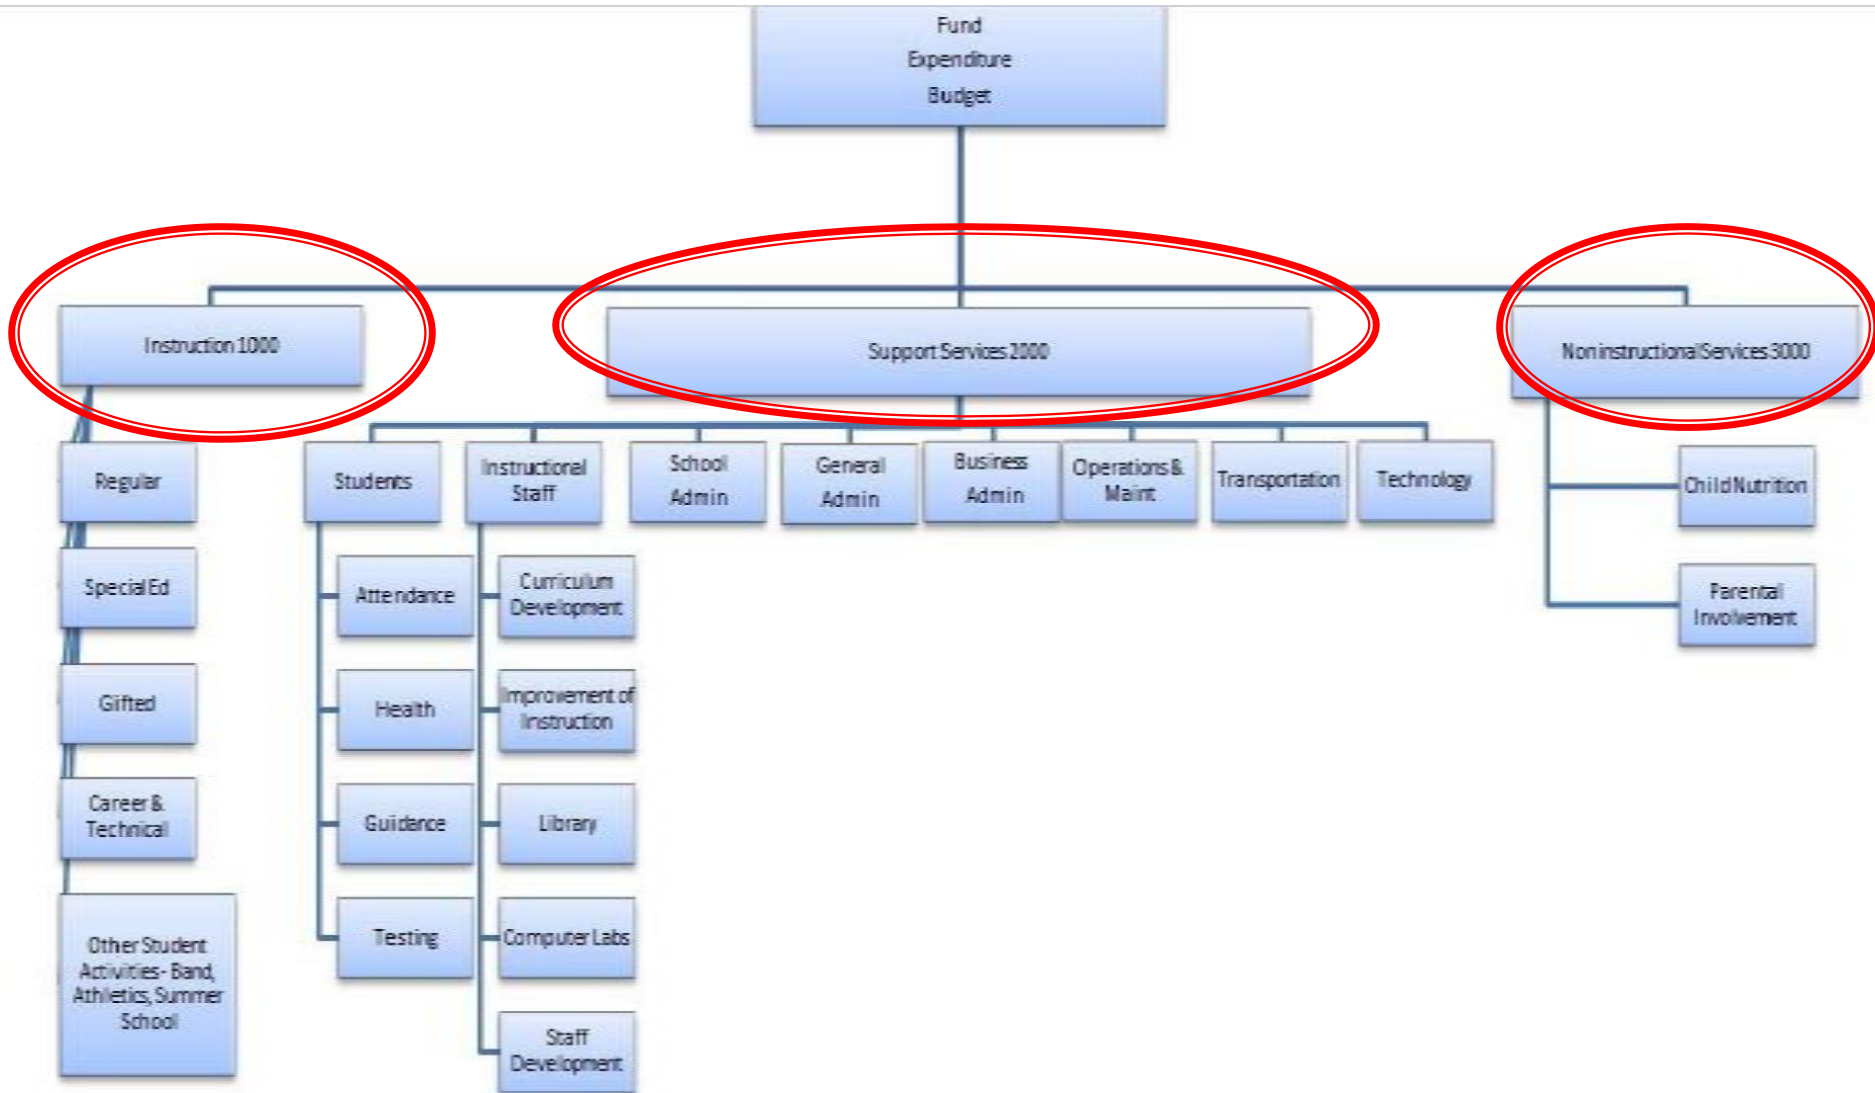 Fund
Expenditure
Budget
Instruction 1000
Support Services 2000
Noninstructional Services 3000
Regular
Special Ed
Gifted
Career &
Technical
Other Student
Activities- Band,
Athletics, Summer
School
Students
Attendance
Health
Guidance
Testing
Instructional
Staff
Curriculum
Development
Improvement of
Instruction
Library
Computer Labs
Staff
Development
School
Admin
General
Admin
Business
Admin
Operations &
Maint
Transportation
Technology
Child Nutrition
Parental
Involvement